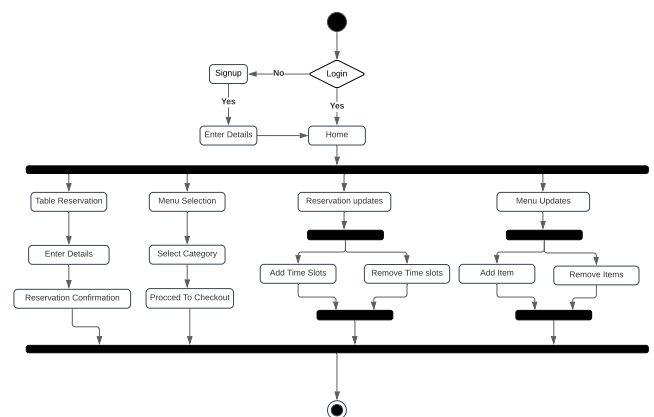 Login
Signup
No
Yes
Yes
Enter Details
Home
Table Reservation
Menu Selection
Reservation updates
Menu Updates
Enter Details
Select Category
Add Time Slots
Remove Time slots
Add Item
Remove Items
Reservation Confirmation
Proccd To Checkout